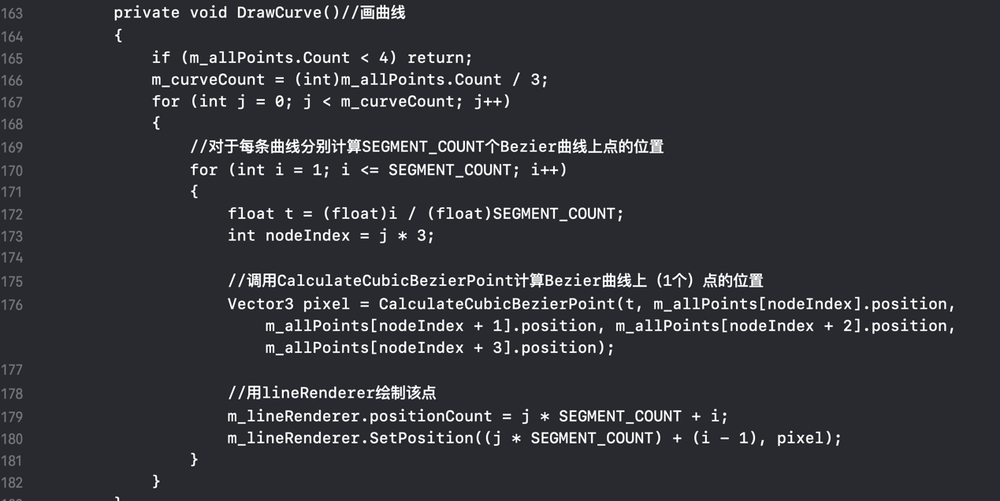 163 private void DrawCurve()//画曲线
164 {
165 if (m_allPoints.Count < 4) return;
166 m_curveCount = (int)m_allPoints.Count / 3;
167 for (int j = 0; j < m_curveCount; j++)
168 {
169 //对于每条曲线分别计算SEGMENT_COUNT个Bezier曲线上点的位置
170 for (int i = 1; i <= SEGMENT_COUNT; i++)
171 {
172 float t = (float)i / (float)SEGMENT_COUNT;
173 int nodeIndex = j * 3;
174
175 //调用CalculateCubicBezierPoint计算Bezier曲线上（1个）点的位置
176 Vector3 pixel = CalculateCubicBezierPoint(t, m_allPoints[nodeIndex].position,
m_allPoints[nodeIndex + 1].position, m_allPoints[nodeIndex + 2].position,
m_allPoints[nodeIndex + 3].position);
177
178 //用lineRenderer绘制该点
179 m_lineRenderer.positionCount = j * SEGMENT_COUNT + i;
180 m_lineRenderer.SetPosition((j * SEGMENT_COUNT) + (i - 1), pixel);
181 }
182 }